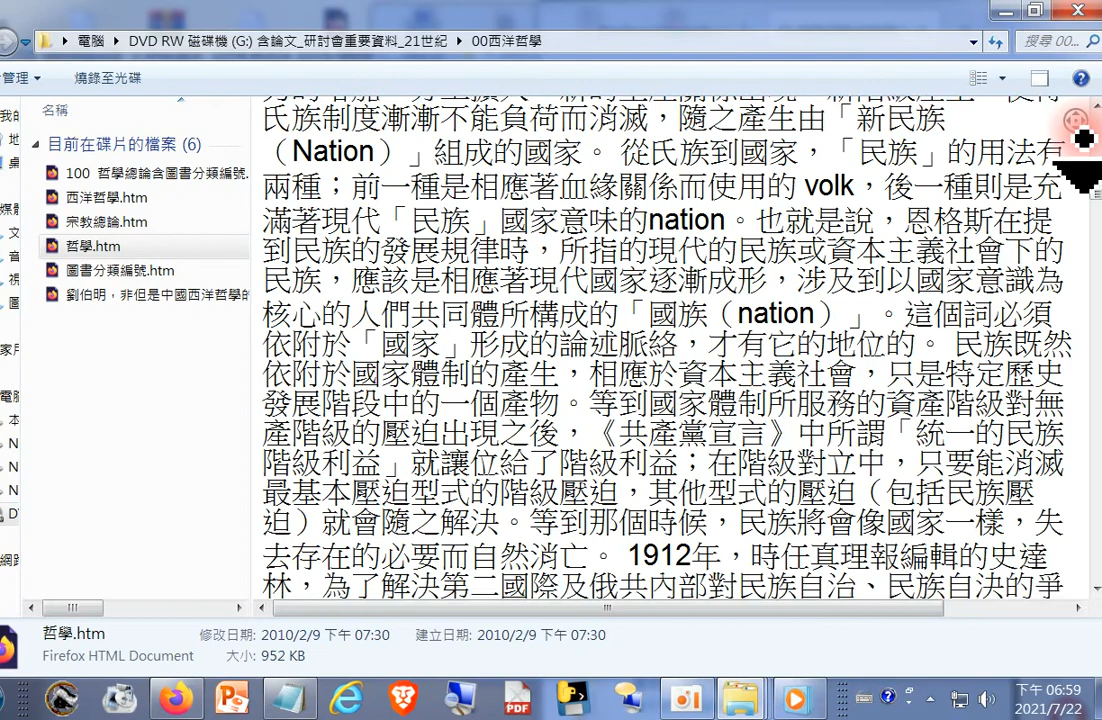 電腦 ▸ DVD RW 磁碟機 (G:) 含論文_研討會重要資料_21世紀 ▸ 00西洋哲學
搜尋 00...
管理
燒錄至光碟
名稱
目前在碟片的檔案 (6)
100 哲學總論含圖書分類編號.
西洋哲學.htm
宗教總論.htm
哲學.htm
圖書分類編號.htm
劉伯明，非但是中國西洋哲學的
氏族制度漸漸不能負荷而消滅，隨之產生由「新民族
（Nation）」組成的國家。 從氏族到國家，「民族」的用法有
兩種；前一種是相應著血緣關係而使用的 volk，後一種則是充
滿著現代「民族」國家意味的nation。也就是說，恩格斯在提
到民族的發展規律時，所指的現代的民族或資本主義社會下的
民族，應該是相應著現代國家逐漸成形，涉及到以國家意識為
核心的人們共同體所構成的「國族（nation）」。這個詞必須
依附於「國家」形成的論述脈絡，才有它的地位的。 民族既然
依附於國家體制的產生，相應於資本主義社會，只是特定歷史
發展階段中的一個產物。等到國家體制所服務的資產階級對無
產階級的壓迫出現之後，《共產黨宣言》中所謂「統一的民族
階級利益」就讓位給了階級利益；在階級對立中，只要能消滅
最基本壓迫型式的階級壓迫，其他型式的壓迫（包括民族壓
迫）就會隨之解決。等到那個時候，民族將會像國家一樣，失
去存在的必要而自然消亡。 1912年，時任真理報編輯的史達
林，為了解決第二國際及俄共內部對民族自治、民族自決的爭
哲學.htm
修改日期: 2010/2/9 下午 07:30
建立日期: 2010/2/9 下午 07:30
Firefox HTML Document
大小: 952 KB
下午 06:59
2021/7/22